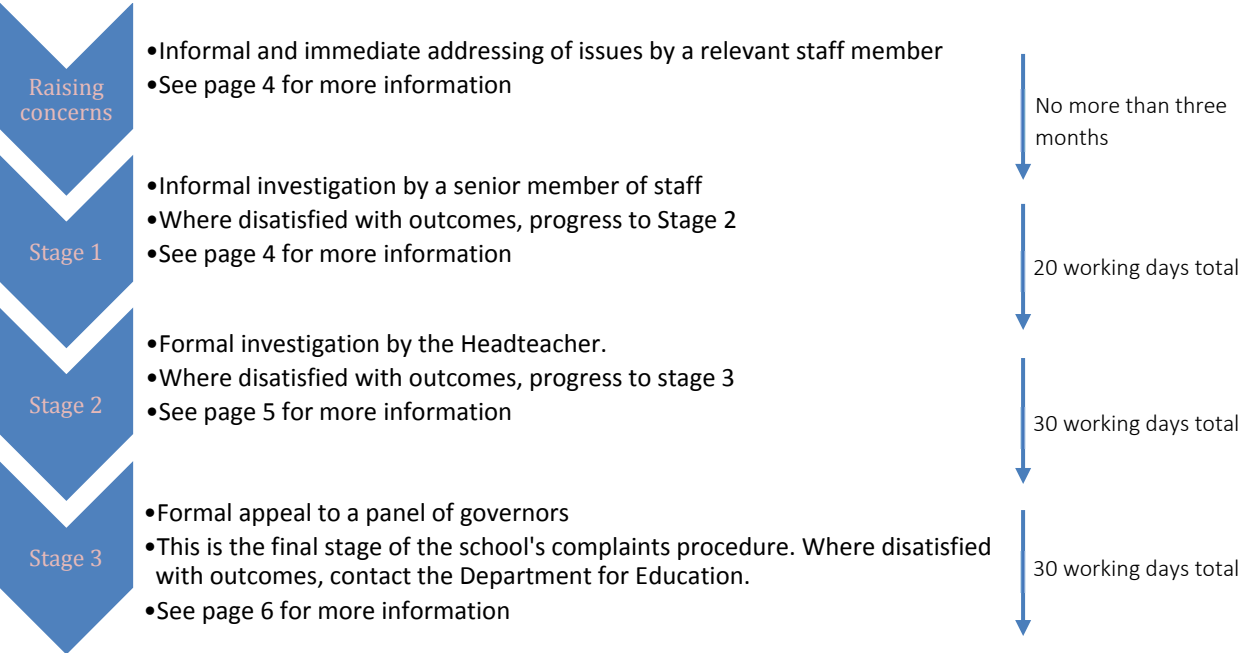 Raising
concerns
•Informal and immediate addressing of issues by a relevant staff member
•See page 4 for more information
No more than three
months
Stage 1
•Informal investigation by a senior member of staff
•Where disatisfied with outcomes, progress to Stage 2
•See page 4 for more information
20 working days total
Stage 2
•Formal investigation by the Headteacher.
•Where disatisfied with outcomes, progress to stage 3
•See page 5 for more information
30 working days total
Stage 3
•Formal appeal to a panel of governors
•This is the final stage of the school's complaints procedure. Where disatisfied
with outcomes, contact the Department for Education.
•See page 6 for more information
30 working days total